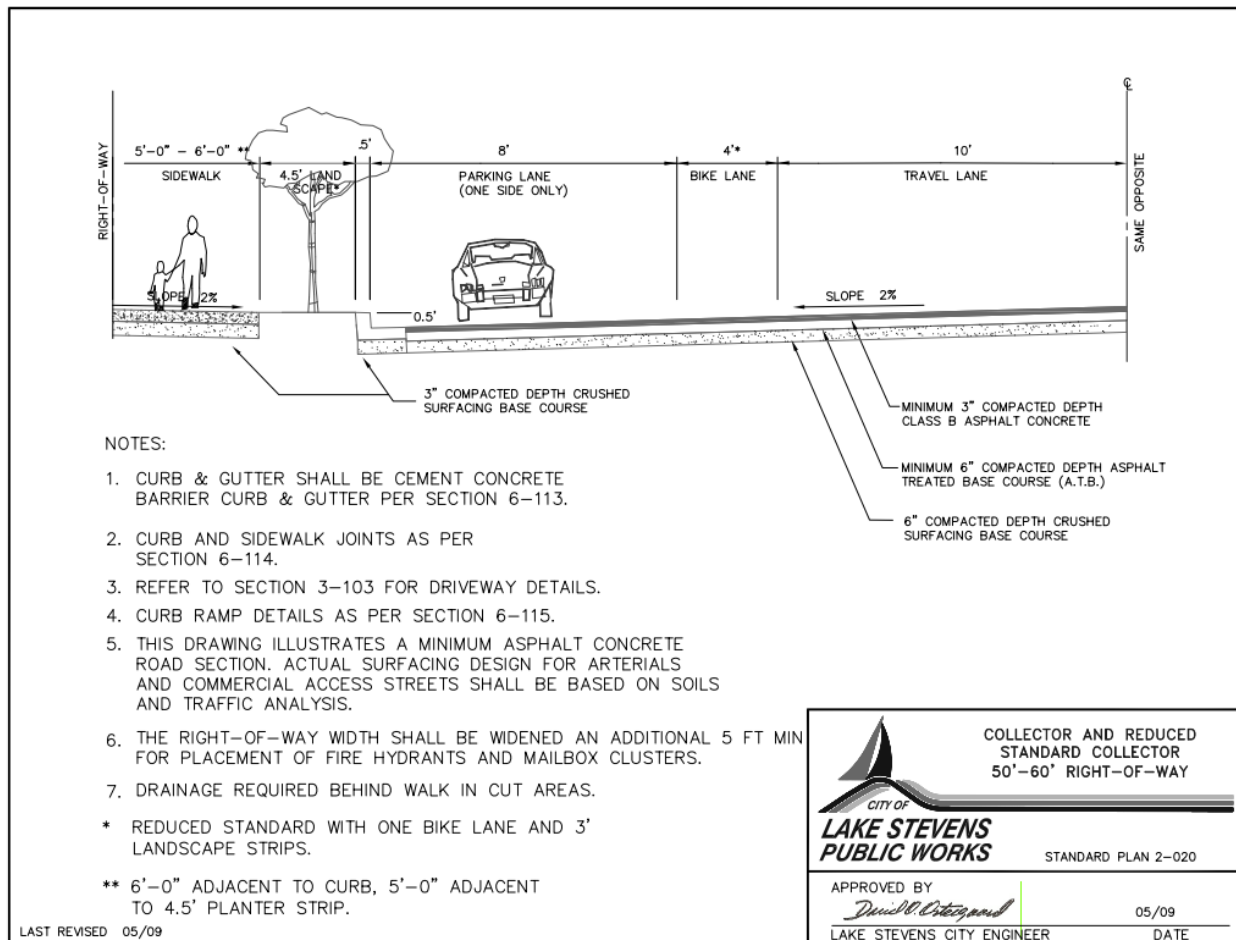 ℄
RIGHT-OF-WAY
5'-0" - 6'-0" **
SIDEWALK
4.5' LAND
SCAPE*
.5'
8'
PARKING LANE
(ONE SIDE ONLY)
4'*
BIKE LANE
10'
TRAVEL LANE
SAME OPPOSITE
SLOPE 2%
0.5'
SLOPE 2%
3" COMPACTED DEPTH CRUSHED
SURFACING BASE COURSE
MINIMUM 3" COMPACTED DEPTH
CLASS B ASPHALT CONCRETE
MINIMUM 6" COMPACTED DEPTH ASPHALT
TREATED BASE COURSE (A.T.B.)
6" COMPACTED DEPTH CRUSHED
SURFACING BASE COURSE
NOTES:
1. CURB & GUTTER SHALL BE CEMENT CONCRETE
BARRIER CURB & GUTTER PER SECTION 6-113.
2. CURB AND SIDEWALK JOINTS AS PER
SECTION 6-114.
3. REFER TO SECTION 3-103 FOR DRIVEWAY DETAILS.
4. CURB RAMP DETAILS AS PER SECTION 6-115.
5. THIS DRAWING ILLUSTRATES A MINIMUM ASPHALT CONCRETE
ROAD SECTION. ACTUAL SURFACING DESIGN FOR ARTERIALS
AND COMMERCIAL ACCESS STREETS SHALL BE BASED ON SOILS
AND TRAFFIC ANALYSIS.
6. THE RIGHT-OF-WAY WIDTH SHALL BE WIDENED AN ADDITIONAL 5 FT MIN
FOR PLACEMENT OF FIRE HYDRANTS AND MAILBOX CLUSTERS.
7. DRAINAGE REQUIRED BEHIND WALK IN CUT AREAS.
* REDUCED STANDARD WITH ONE BIKE LANE AND 3'
LANDSCAPE STRIPS.
** 6'-0" ADJACENT TO CURB, 5'-0" ADJACENT
TO 4.5' PLANTER STRIP.
LAST REVISED 05/09
COLLECTOR AND REDUCED
STANDARD COLLECTOR
50'-60' RIGHT-OF-WAY
CITY OF
LAKE STEVENS
PUBLIC WORKS
STANDARD PLAN 2-020
APPROVED BY
David O. Ostergaard
05/09
LAKE STEVENS CITY ENGINEER DATE